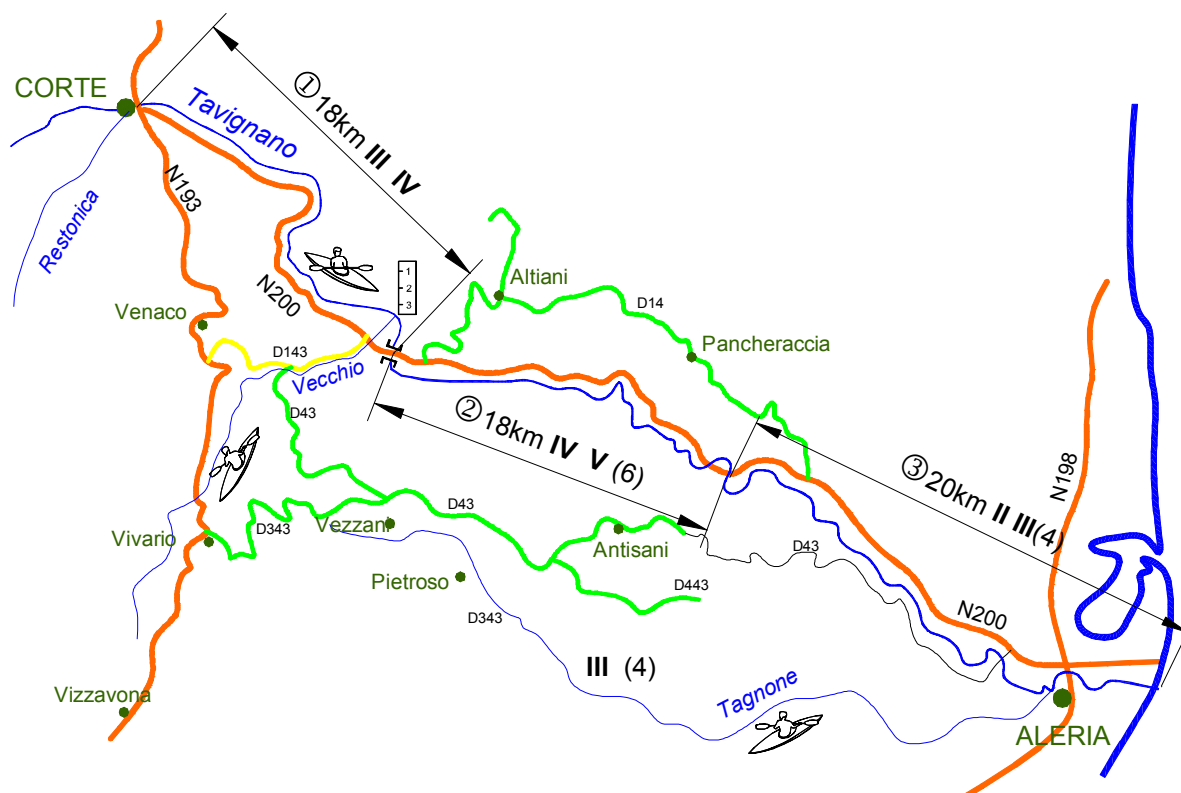 CORTE
Tavignano
①18km III IV
N193
Restonica
1
2
3
Altiani
N200
D14
Venaco
Pancheraccia
D143
Vecchio
D43
②18km IV V (6)
③20km II III(4)
N198
D343
Vezzani
D43
Vivario
Antisani
D43
Pietroso
D443
D343
N200
III (4)
Tagnone
Vizzavona
ALERIA